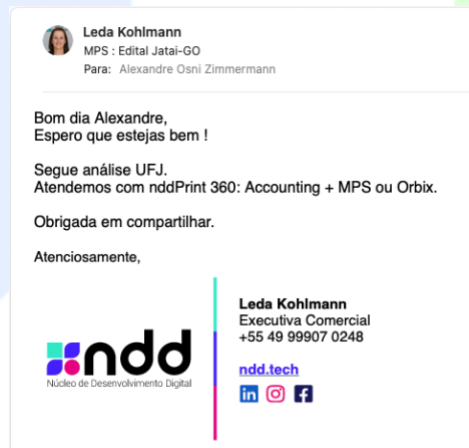 Leda Kohlmann
MPS : Edital Jatai-GO
Para: Alexandre Osni Zimmermann
Bom dia Alexandre,
Espero que estejas bem !
Segue análise UFJ.
Atendemos com nddPrint 360: Accounting + MPS ou Orbix.
Obrigada em compartilhar.
Atenciosamente,
ndd
Núcleo de Desenvolvimento Digital
Leda Kohlmann
Executiva Comercial
+55 49 99907 0248
ndd.tech